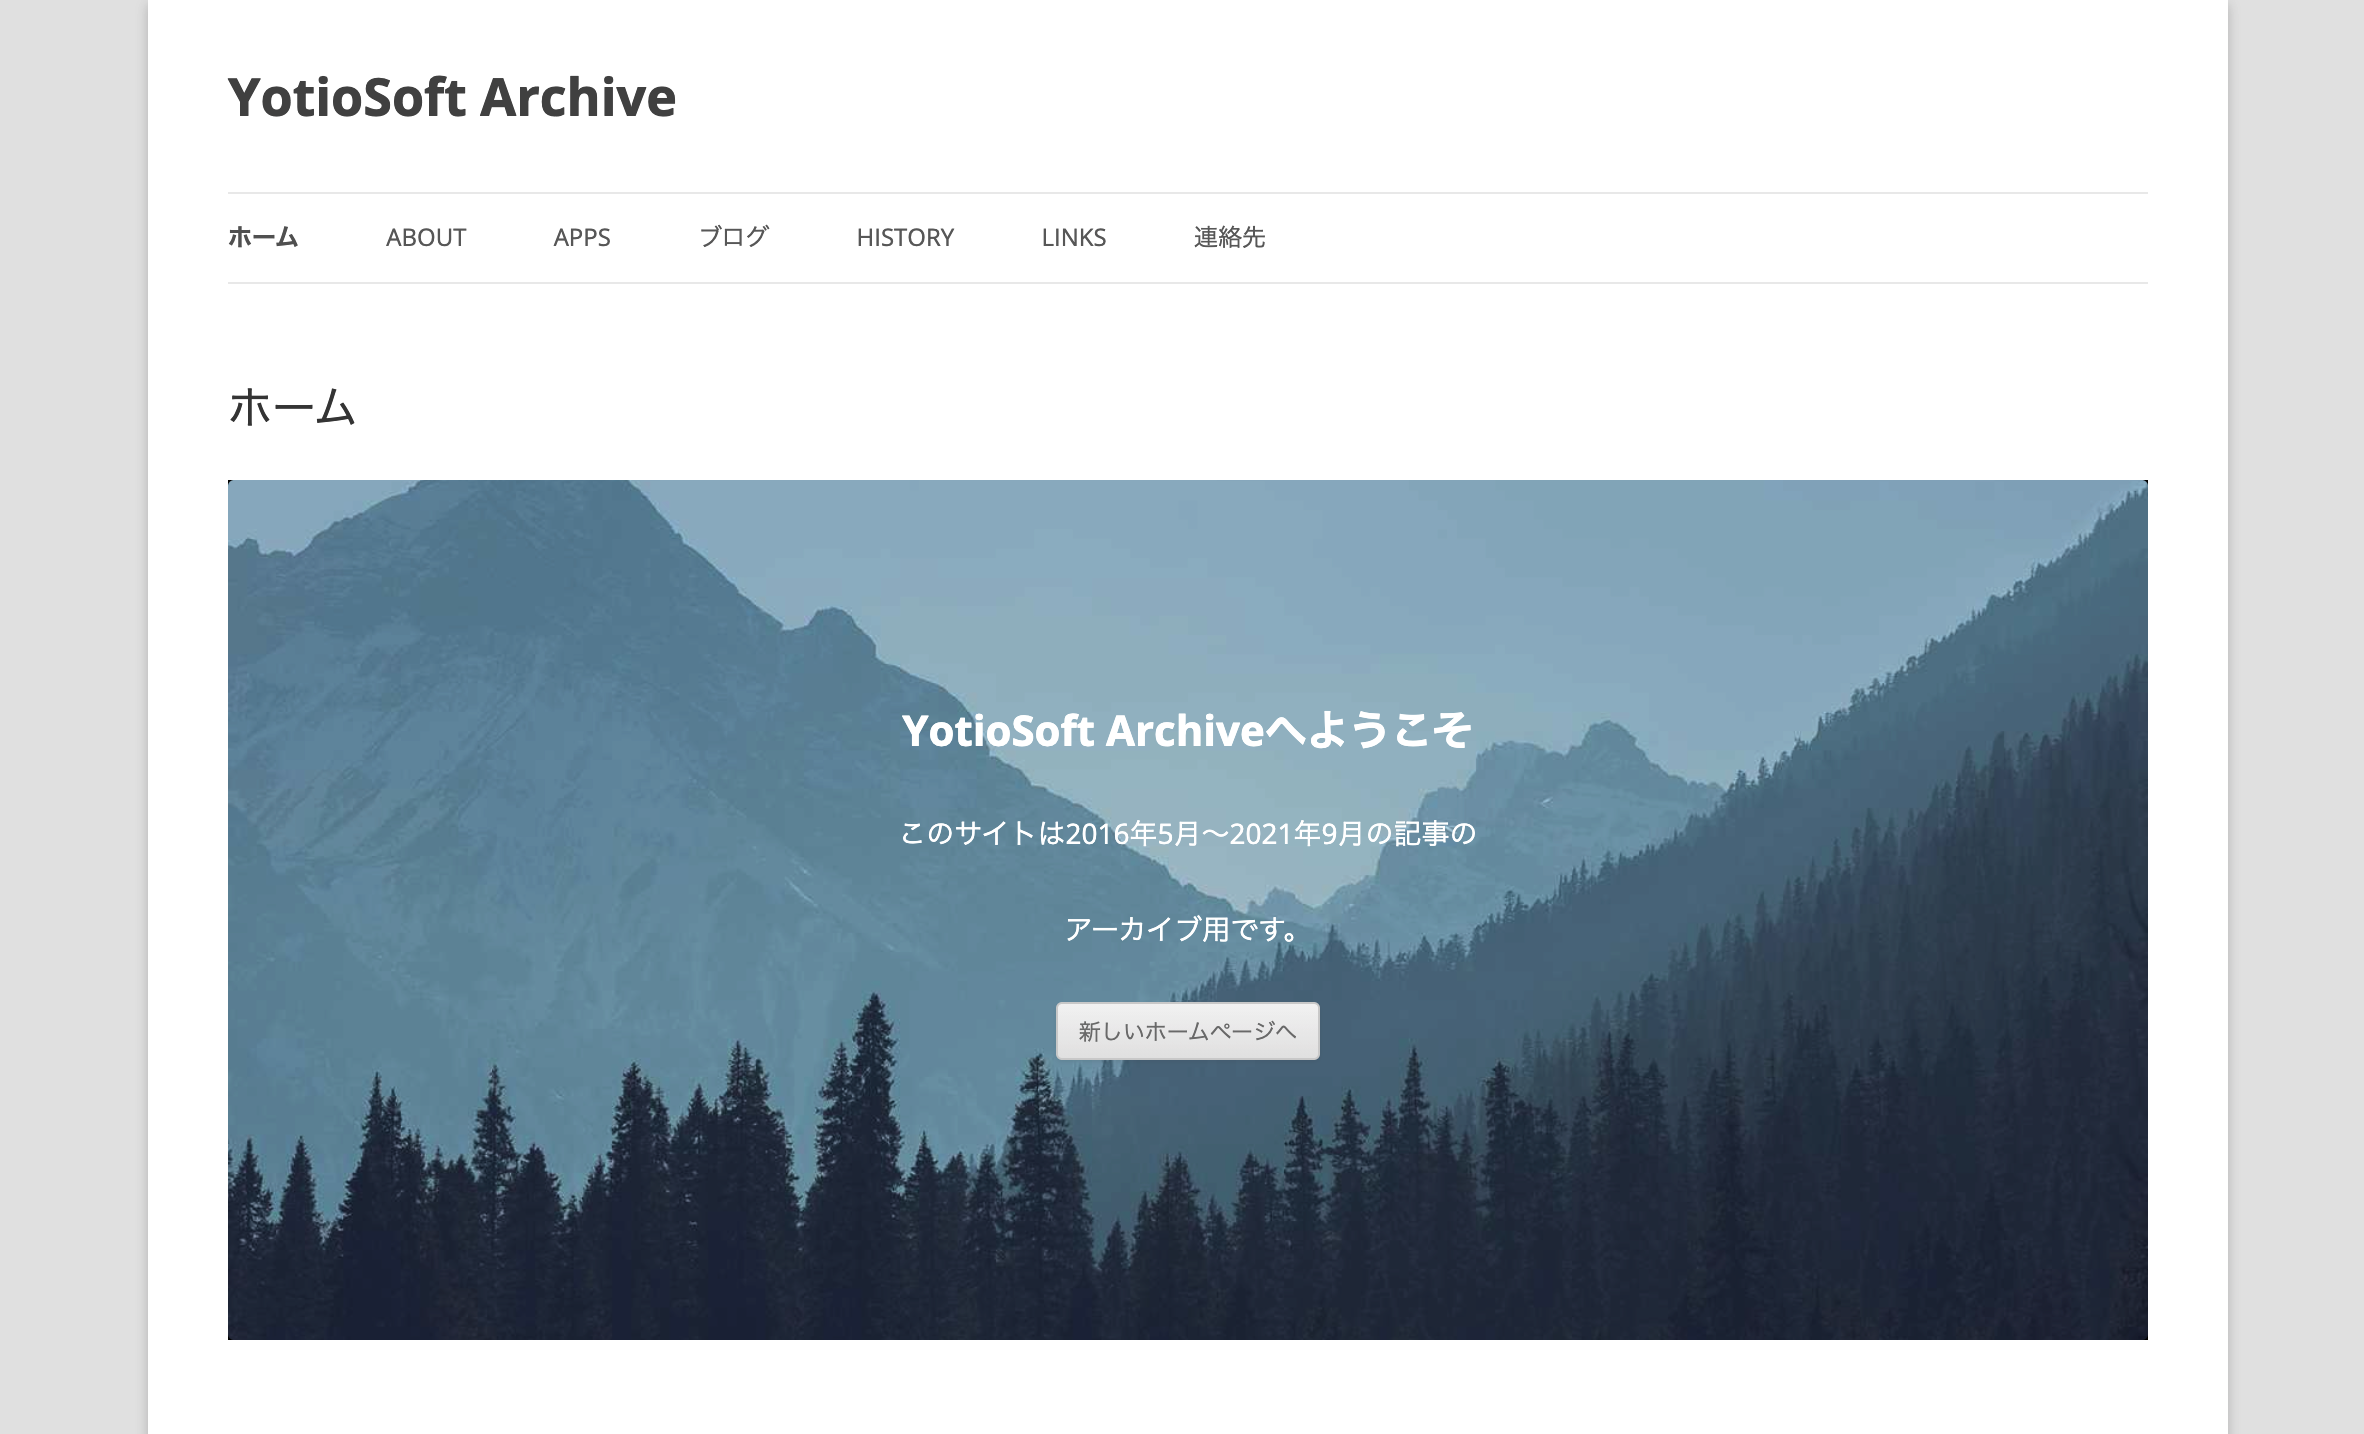 YotioSoft Archive
ホーム ABOUT APPS ブログ HISTORY LINKS 連絡先
ホーム
YotioSoft Archiveへようこそ
このサイトは2016年5月〜2021年9月の記事の
アーカイブ用です。
新しいホームページへ